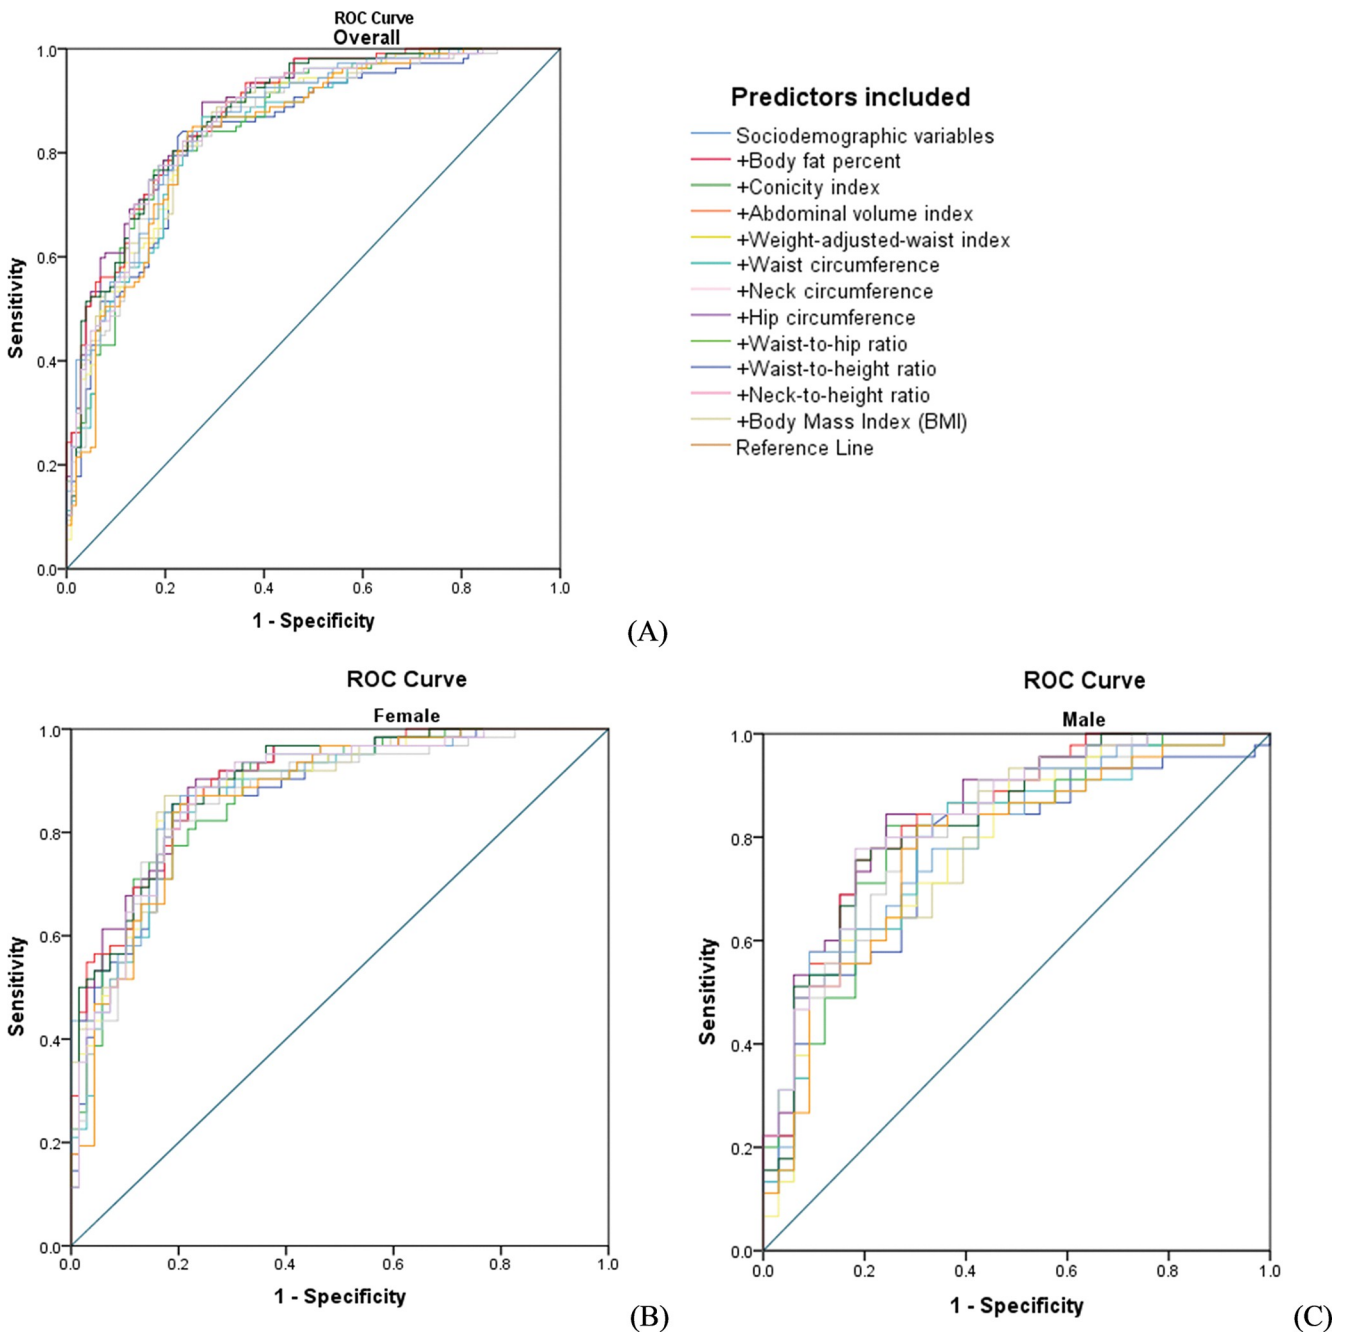 ROC Curve
Overall
1.0
0.8
0.6
0.4
0.2
0.0
Sensitivity
0.0 0.2 0.4 0.6 0.8 1.0
1 - Specificity
(A)
Predictors included
Sociodemographic variables
+Body fat percent
+Conicity index
+Abdominal volume index
+Weight-adjusted-waist index
+Waist circumference
+Neck circumference
+Hip circumference
+Waist-to-hip ratio
+Waist-to-height ratio
+Neck-to-height ratio
+Body Mass Index (BMI)
Reference Line
ROC Curve
Female
1.0
0.8
0.6
0.4
0.2
0.0
Sensitivity
0.0 0.2 0.4 0.6 0.8 1.0
1 - Specificity
(B)
ROC Curve
Male
1.0
0.8
0.6
0.4
0.2
0.0
Sensitivity
0.0 0.2 0.4 0.6 0.8 1.0
1 - Specificity
(C)